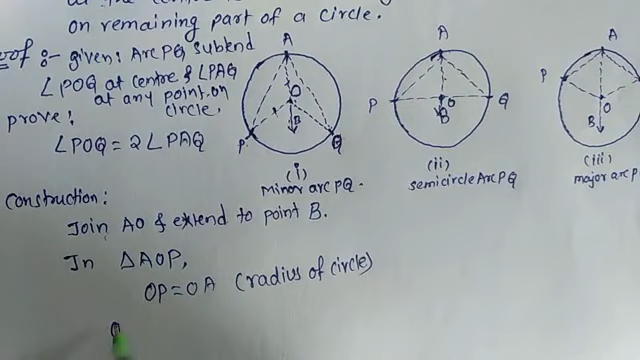 on remaining part of a circle.
given: Arc PQ subtend
∠POQ at centre & ∠PAQ
at any point on
circle.
prove:
∠POQ = 2∠PAQ
A
O
B
P
Q
(i)
Minor arc PQ.
A
P
O
Q
B
(ii)
semicircle Arc PQ
A
P
O
B
(iii)
major arc P
Construction:
Join AO & extend to point B.
In ΔAOP,
OP = OA (radius of circle)